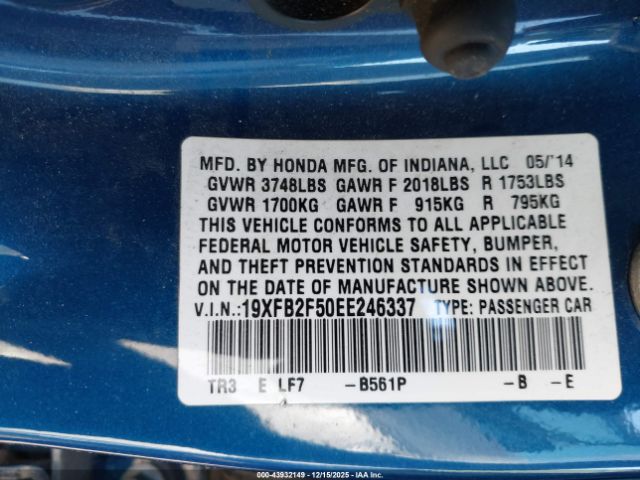 MFD. BY HONDA MFG. OF INDIANA, LLC 05/'14
GVWR 3748LBS GAWR F 2018LBS R 1753LBS
GVWR 1700KG GAWR F 915KG R 795KG
THIS VEHICLE CONFORMS TO ALL APPLICABLE
FEDERAL MOTOR VEHICLE SAFETY, BUMPER,
AND THEFT PREVENTION STANDARDS IN EFFECT
ON THE DATE OF MANUFACTURE SHOWN ABOVE.
V.I.N.:19XFB2F50EE246337 TYPE: PASSENGER CAR
TR3 E LF7 -B561P -B -E
000-43932149 - 12/15/2025 - IAA Inc.